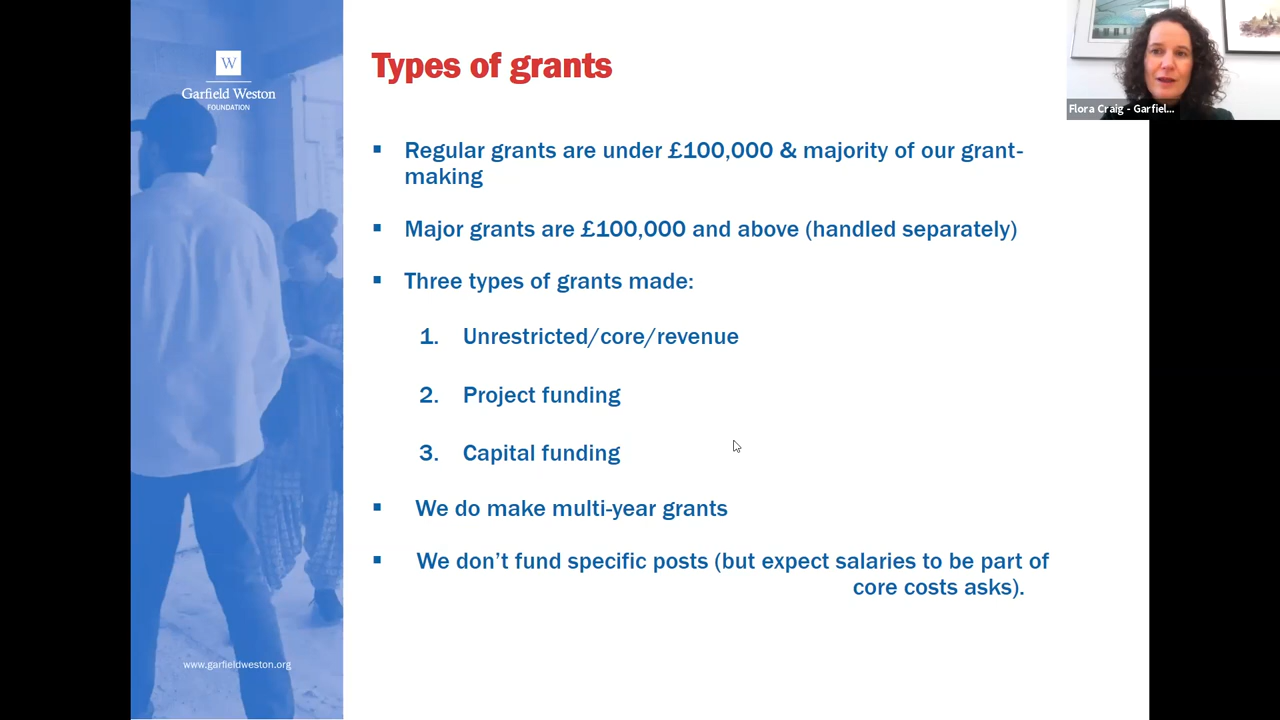 W
Garfield Weston
FOUNDATION
Types of grants
Flora Craig - Garfiel...
▪ Regular grants are under £100,000 & majority of our grant-
making
▪ Major grants are £100,000 and above (handled separately)
▪ Three types of grants made:
1. Unrestricted/core/revenue
2. Project funding
3. Capital funding
▪ We do make multi-year grants
▪ We don’t fund specific posts (but expect salaries to be part of
core costs asks).
www.garfieldweston.org